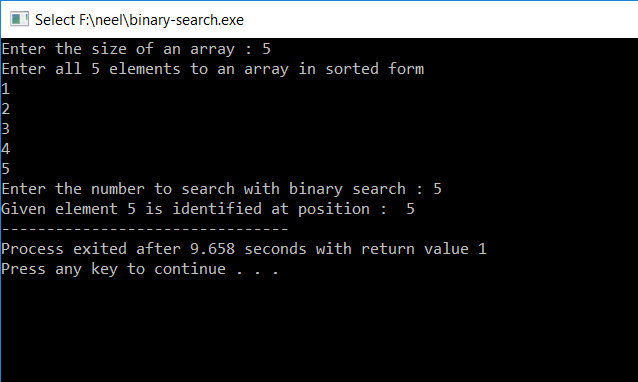 Select F:\neel\binary-search.exe
Enter the size of an array : 5
Enter all 5 elements to an array in sorted form
1
2
3
4
5
Enter the number to search with binary search : 5
Given element 5 is identified at position :  5
--------------------------------
Process exited after 9.658 seconds with return value 1
Press any key to continue . . .